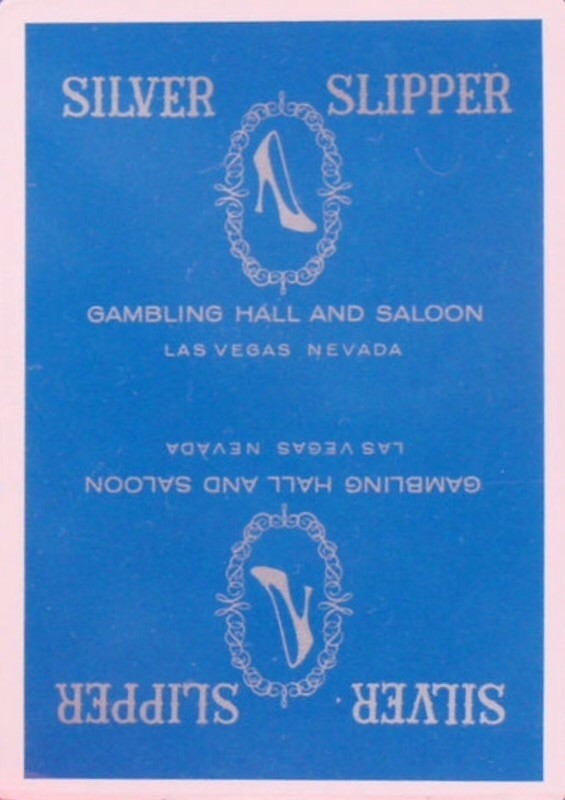 SILVER SLIPPER
GAMBLING HALL AND SALOON
LAS VEGAS NEVADA
LAS VEGAS NEVADA
GAMBLING HALL AND SALOON
SILVER SLIPPER